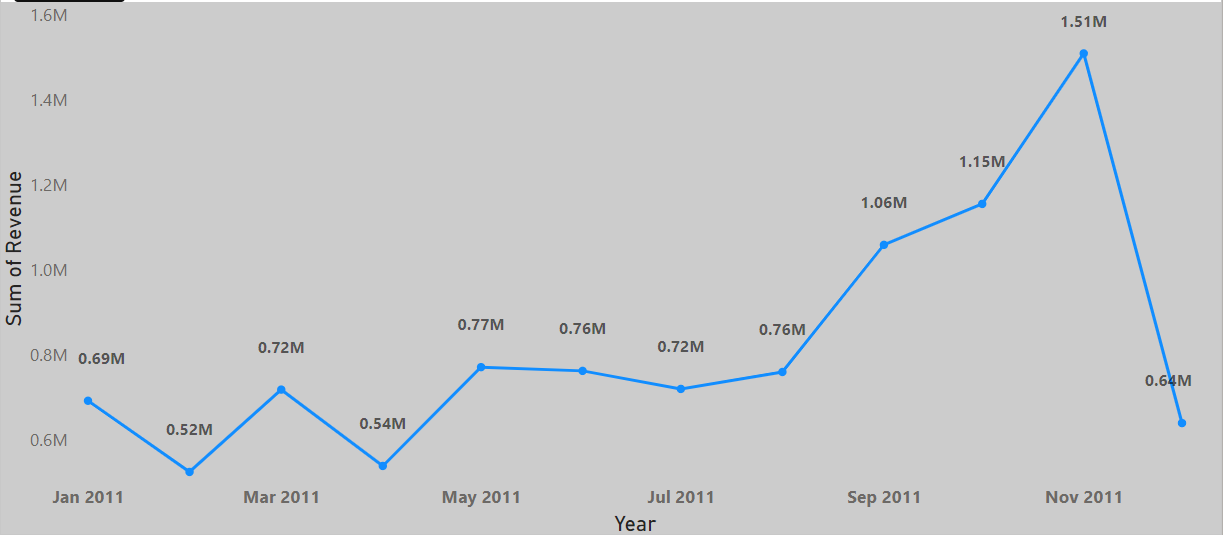 1.6M
1.4M
1.2M
1.0M
0.8M
0.6M
Sum of Revenue
0.69M
0.52M
0.72M
0.54M
0.77M
0.76M
0.72M
0.76M
1.06M
1.15M
1.51M
0.64M
Jan 2011
Mar 2011
May 2011
Jul 2011
Sep 2011
Nov 2011
Year